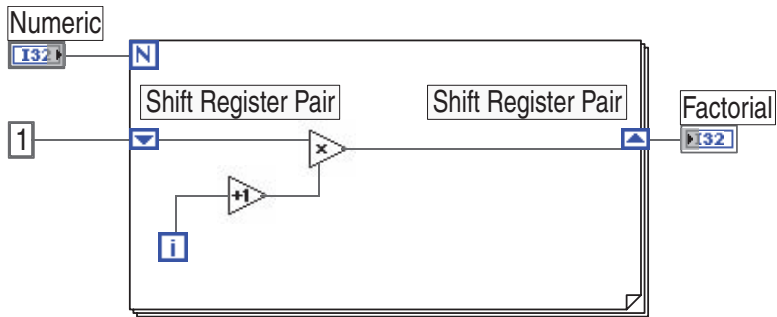 Numeric
I32
N
Shift Register Pair
Shift Register Pair
Factorial
1
x
I32
+1
i